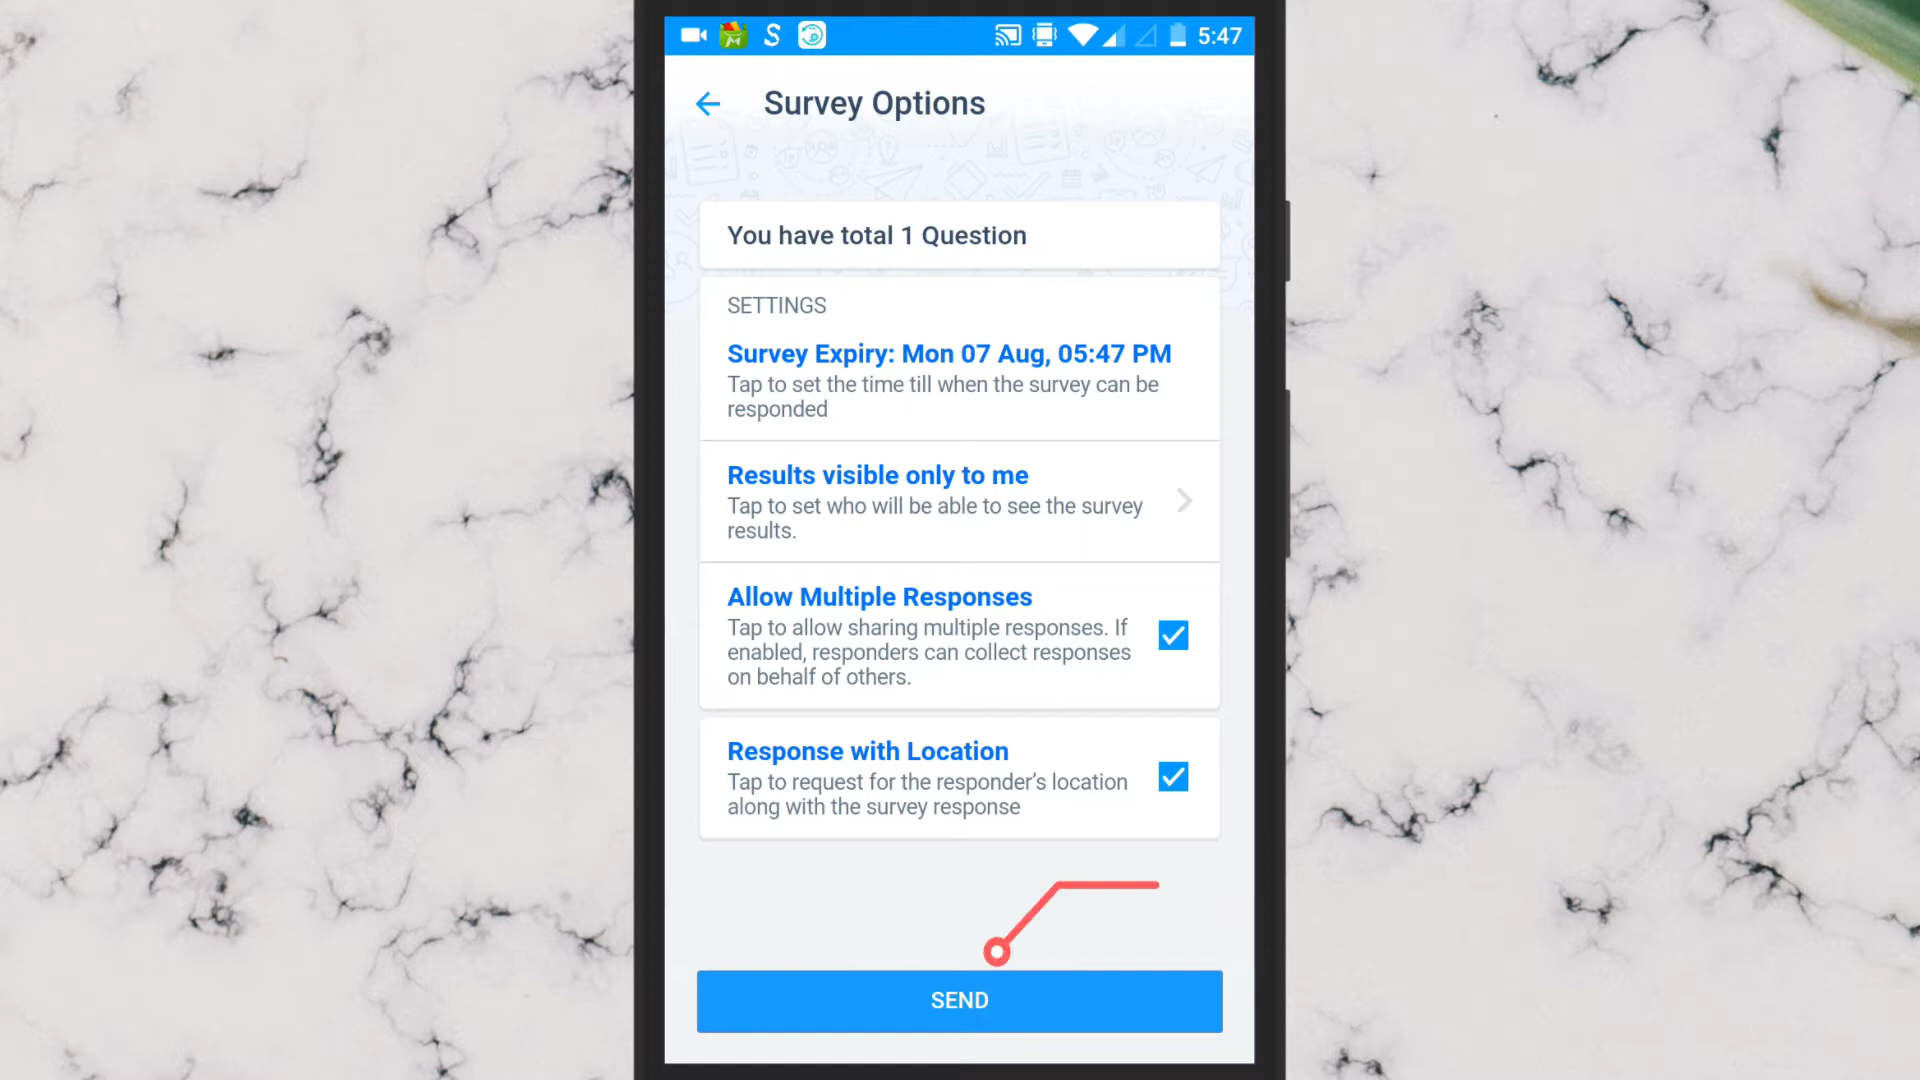 5:47
Survey Options
You have total 1 Question
SETTINGS
Survey Expiry: Mon 07 Aug, 05:47 PM
Tap to set the time till when the survey can be
responded
Results visible only to me
Tap to set who will be able to see the survey
results.
Allow Multiple Responses
Tap to allow sharing multiple responses. If
enabled, responders can collect responses
on behalf of others.
Response with Location
Tap to request for the responder's location
along with the survey response
SEND